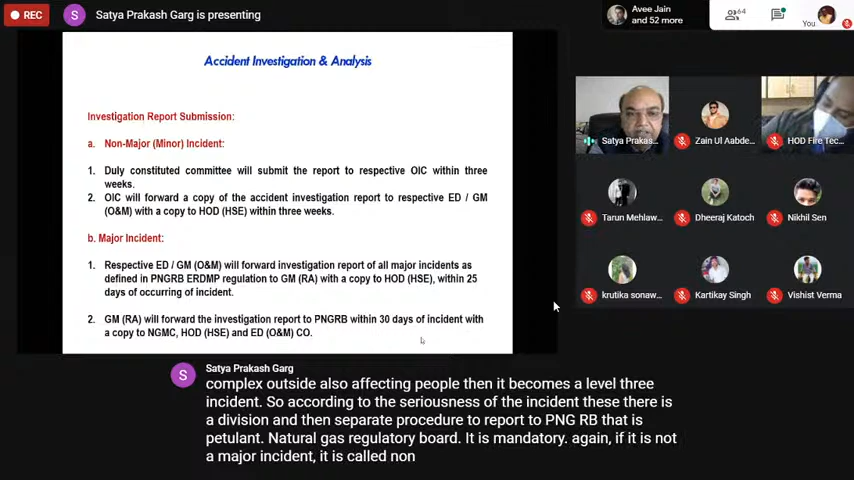 REC
S
Satya Prakash Garg is presenting
Avee Jain
and 52 more
64
You
Accident Investigation & Analysis
Investigation Report Submission:
a. Non-Major (Minor) Incident:
1. Duly constituted committee will submit the report to respective OIC within three
weeks.
2. OIC will forward a copy of the accident investigation report to respective ED / GM
(O&M) with a copy to HOD (HSE) within three weeks.
b. Major Incident:
1. Respective ED / GM (O&M) will forward investigation report of all major incidents as
defined in PNGRB ERDMP regulation to GM (RA) with a copy to HOD (HSE), within 25
days of occurring of incident.
2. GM (RA) will forward the investigation report to PNGRB within 30 days of incident with
a copy to NGMC, HOD (HSE) and ED (O&M) CO.
Satya Prakas...
Zain Ul Aabde...
HOD Fire Tec...
Tarun Mehlaw...
Dheeraj Katoch
Nikhil Sen
krutika sonaw...
Kartikay Singh
Vishist Verma
S
Satya Prakash Garg
complex outside also affecting people then it becomes a level three
incident. So according to the seriousness of the incident these there is
a division and then separate procedure to report to PNG RB that is
petulant. Natural gas regulatory board. It is mandatory. again, if it is not
a major incident, it is called non